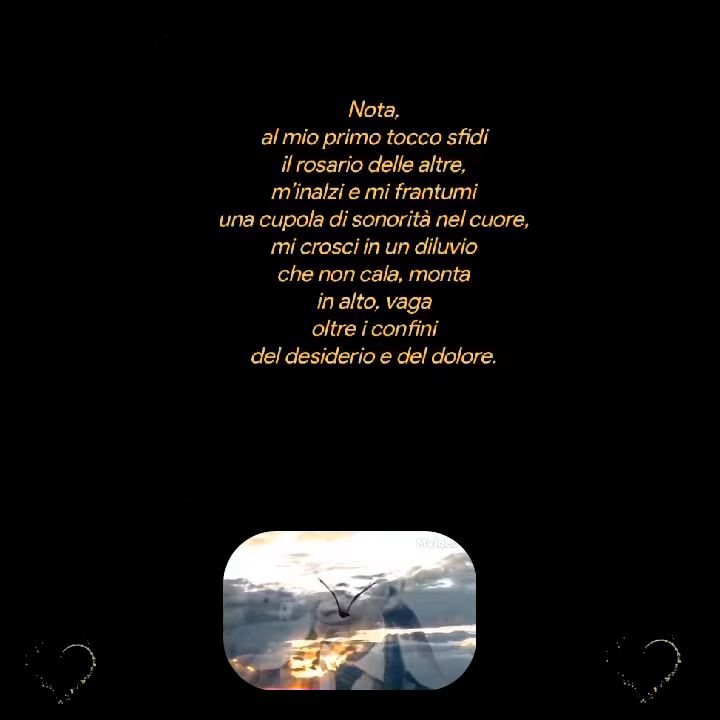 Nota,
al mio primo tocco sfidi
il rosario delle altre,
m'inalzi e mi frantumi
una cupola di sonorità nel cuore,
mi crosci in un diluvio
che non cala, monta
in alto, vaga
oltre i confini
del desiderio e del dolore.